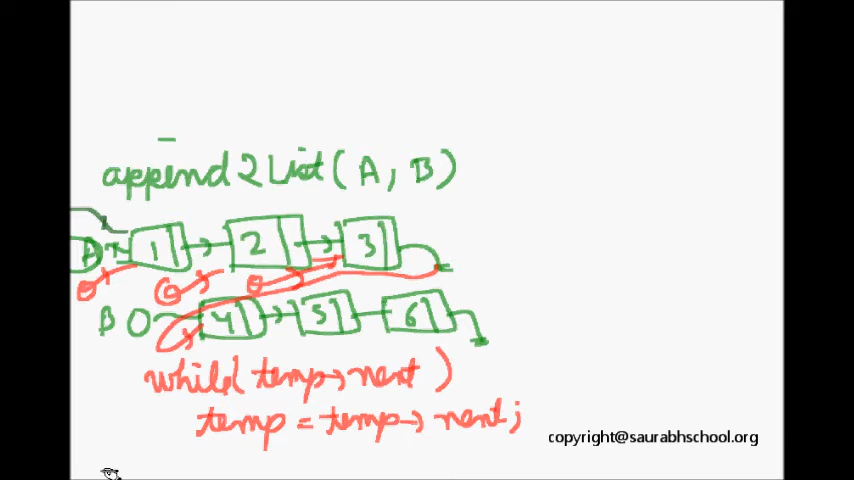 append2List(A, B)
A 1 2 3
B 4 5 6
while(temp→next)
temp = temp→next;
copyright@saurabhschool.org